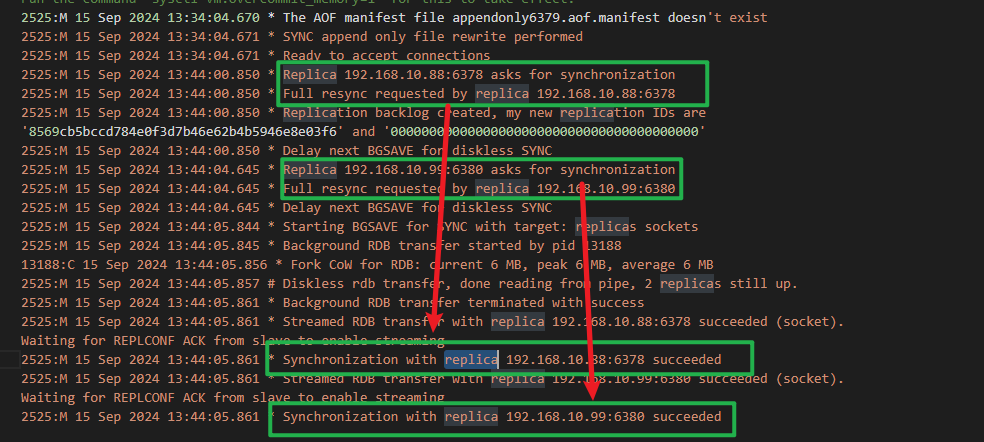 run the command 'sysctl vm.overcommit_memory=1' for this to take effect.
2525:M 15 Sep 2024 13:34:04.670 * The AOF manifest file appendonly6379.aof.manifest doesn't exist
2525:M 15 Sep 2024 13:34:04.671 * SYNC append only file rewrite performed
2525:M 15 Sep 2024 13:34:04.671 * Ready to accept connections
2525:M 15 Sep 2024 13:44:00.850 * Replica 192.168.10.88:6378 asks for synchronization
2525:M 15 Sep 2024 13:44:00.850 * Full resync requested by replica 192.168.10.88:6378
2525:M 15 Sep 2024 13:44:00.850 * Replication backlog created, my new replication IDs are
'8569cb5bccd784e0f3d7b46e62b4b5946e8e03f6' and '0000000000000000000000000000000000000000'
2525:M 15 Sep 2024 13:44:00.850 * Delay next BGSAVE for diskless SYNC
2525:M 15 Sep 2024 13:44:04.645 * Replica 192.168.10.99:6380 asks for synchronization
2525:M 15 Sep 2024 13:44:04.645 * Full resync requested by replica 192.168.10.99:6380
2525:M 15 Sep 2024 13:44:04.645 * Delay next BGSAVE for diskless SYNC
2525:M 15 Sep 2024 13:44:05.844 * Starting BGSAVE for SYNC with target: replicas sockets
2525:M 15 Sep 2024 13:44:05.845 * Background RDB transfer started by pid 13188
13188:C 15 Sep 2024 13:44:05.856 * Fork CoW for RDB: current 6 MB, peak 6 MB, average 6 MB
2525:M 15 Sep 2024 13:44:05.857 # Diskless rdb transfer, done reading from pipe, 2 replicas still up.
2525:M 15 Sep 2024 13:44:05.861 * Background RDB transfer terminated with success
2525:M 15 Sep 2024 13:44:05.861 * Streamed RDB transfer with replica 192.168.10.88:6378 succeeded (socket).
Waiting for REPLCONF ACK from slave to enable streaming
2525:M 15 Sep 2024 13:44:05.861 * Synchronization with replica 192.168.10.88:6378 succeeded
2525:M 15 Sep 2024 13:44:05.861 * Streamed RDB transfer with replica 192.168.10.99:6380 succeeded (socket).
Waiting for REPLCONF ACK from slave to enable streaming
2525:M 15 Sep 2024 13:44:05.861 * Synchronization with replica 192.168.10.99:6380 succeeded